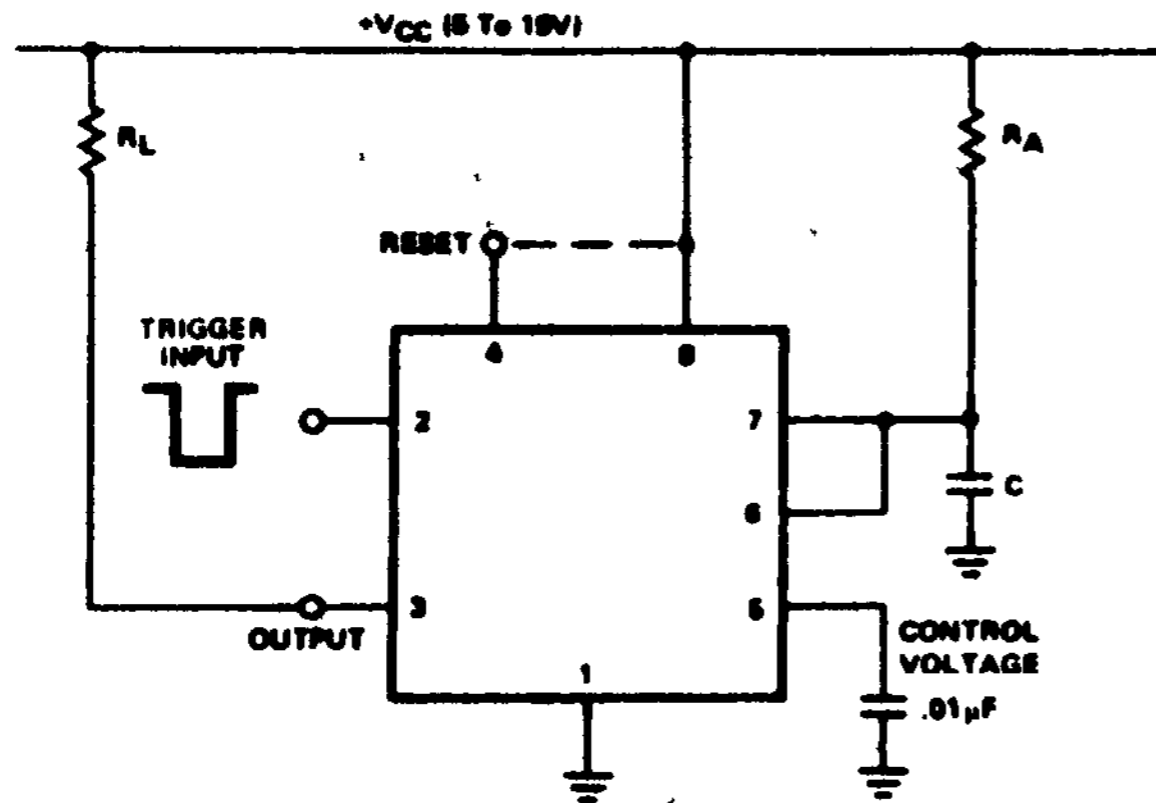 +VCC (5 To 15V)
RL
RA
RESET
TRIGGER
INPUT
4
8
2
7
C
6
3
5
OUTPUT
CONTROL
VOLTAGE
1
.01μF